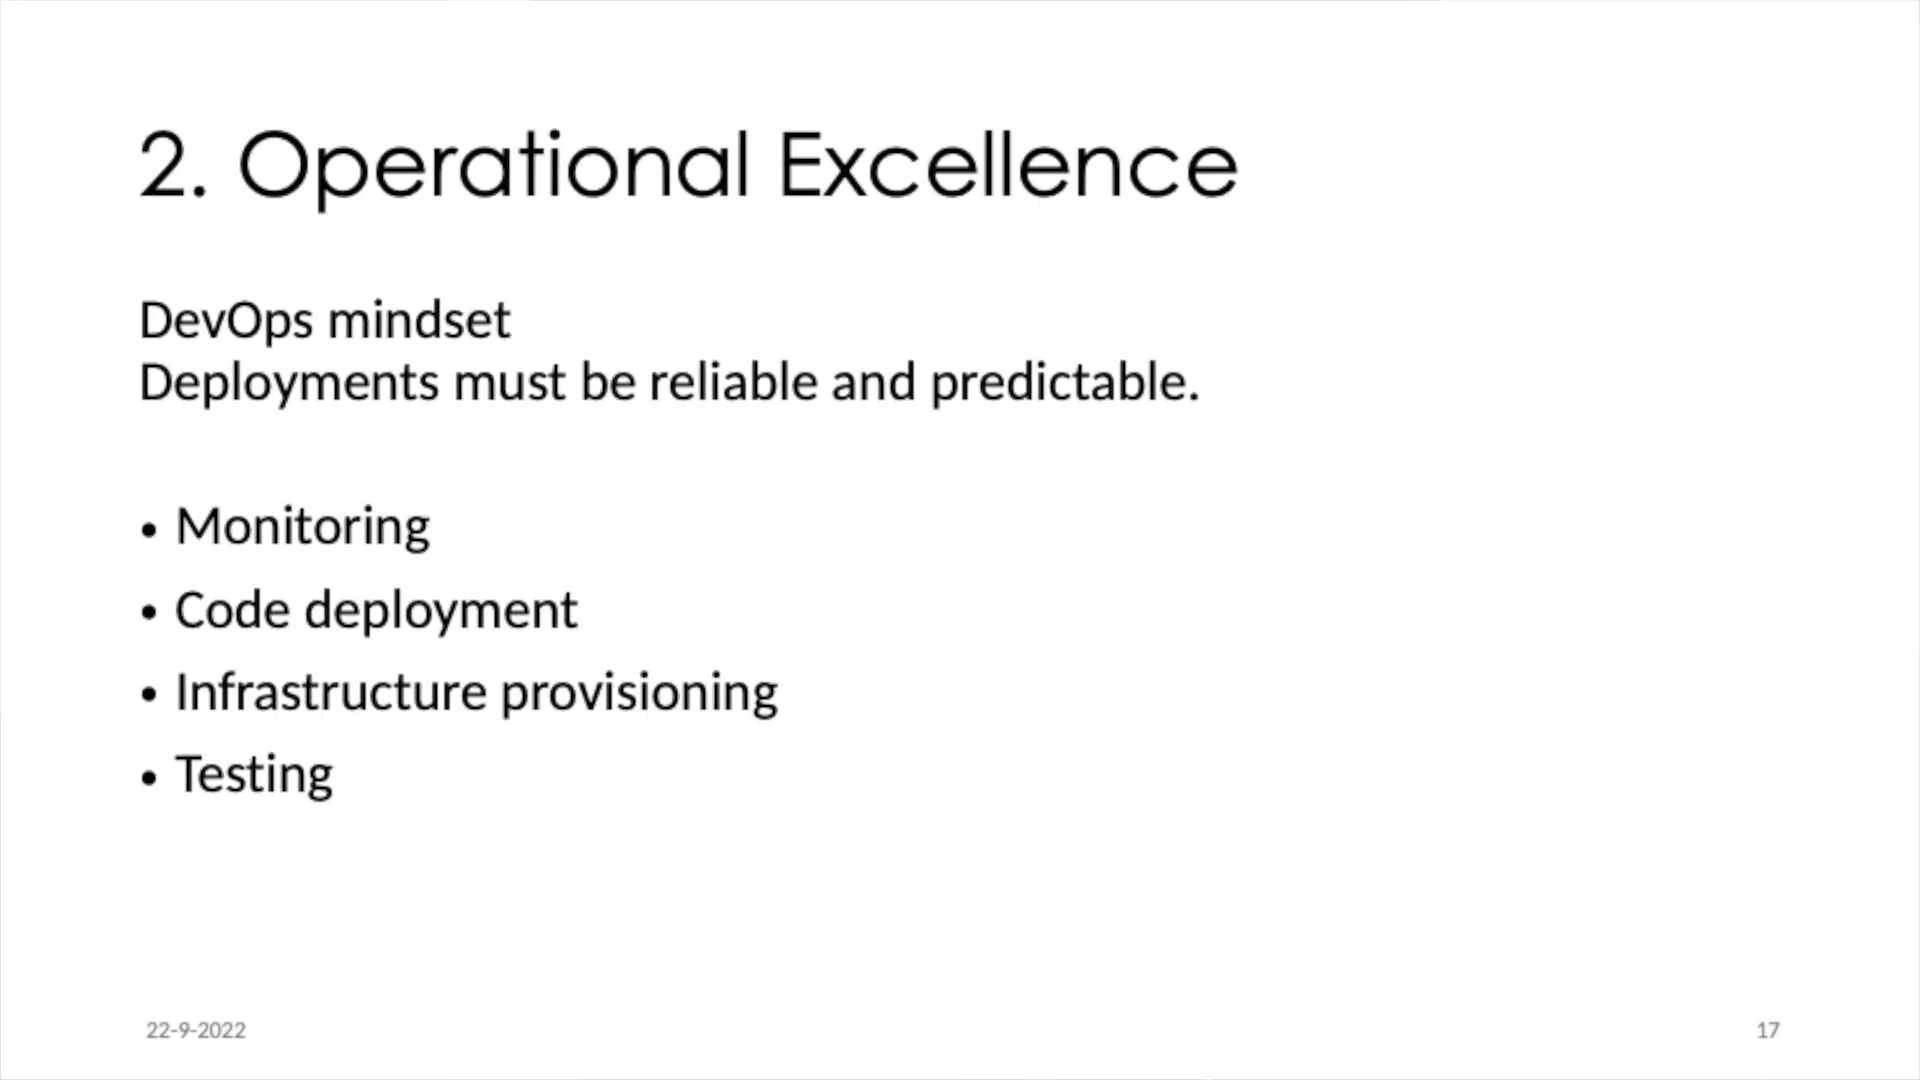 2. Operational Excellence
DevOps mindset
Deployments must be reliable and predictable.
• Monitoring
• Code deployment
• Infrastructure provisioning
• Testing
22-9-2022
17